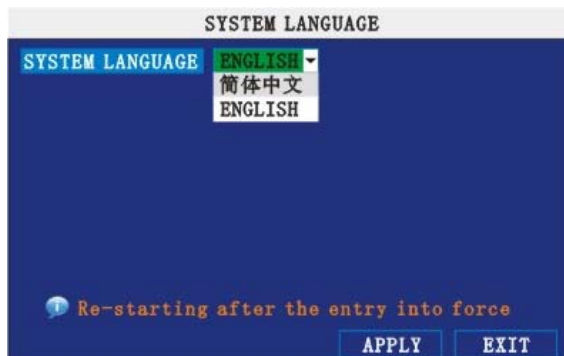 SYSTEM LANGUAGE
SYSTEM LANGUAGE ENGLISH
简体中文
ENGLISH
Re-starting after the entry into force
APPLY EXIT